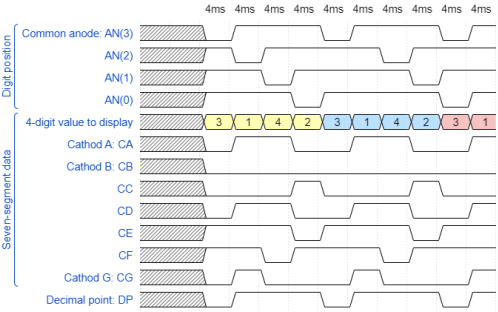 4ms 4ms 4ms 4ms 4ms 4ms 4ms 4ms 4ms 4ms
Digit position
Common anode: AN(3)
AN(2)
AN(1)
AN(0)
4-digit value to display 3 1 4 2 3 1 4 2 3 1
Seven-segment data
Cathod A: CA
Cathod B: CB
CC
CD
CE
CF
Cathod G: CG
Decimal point: DP